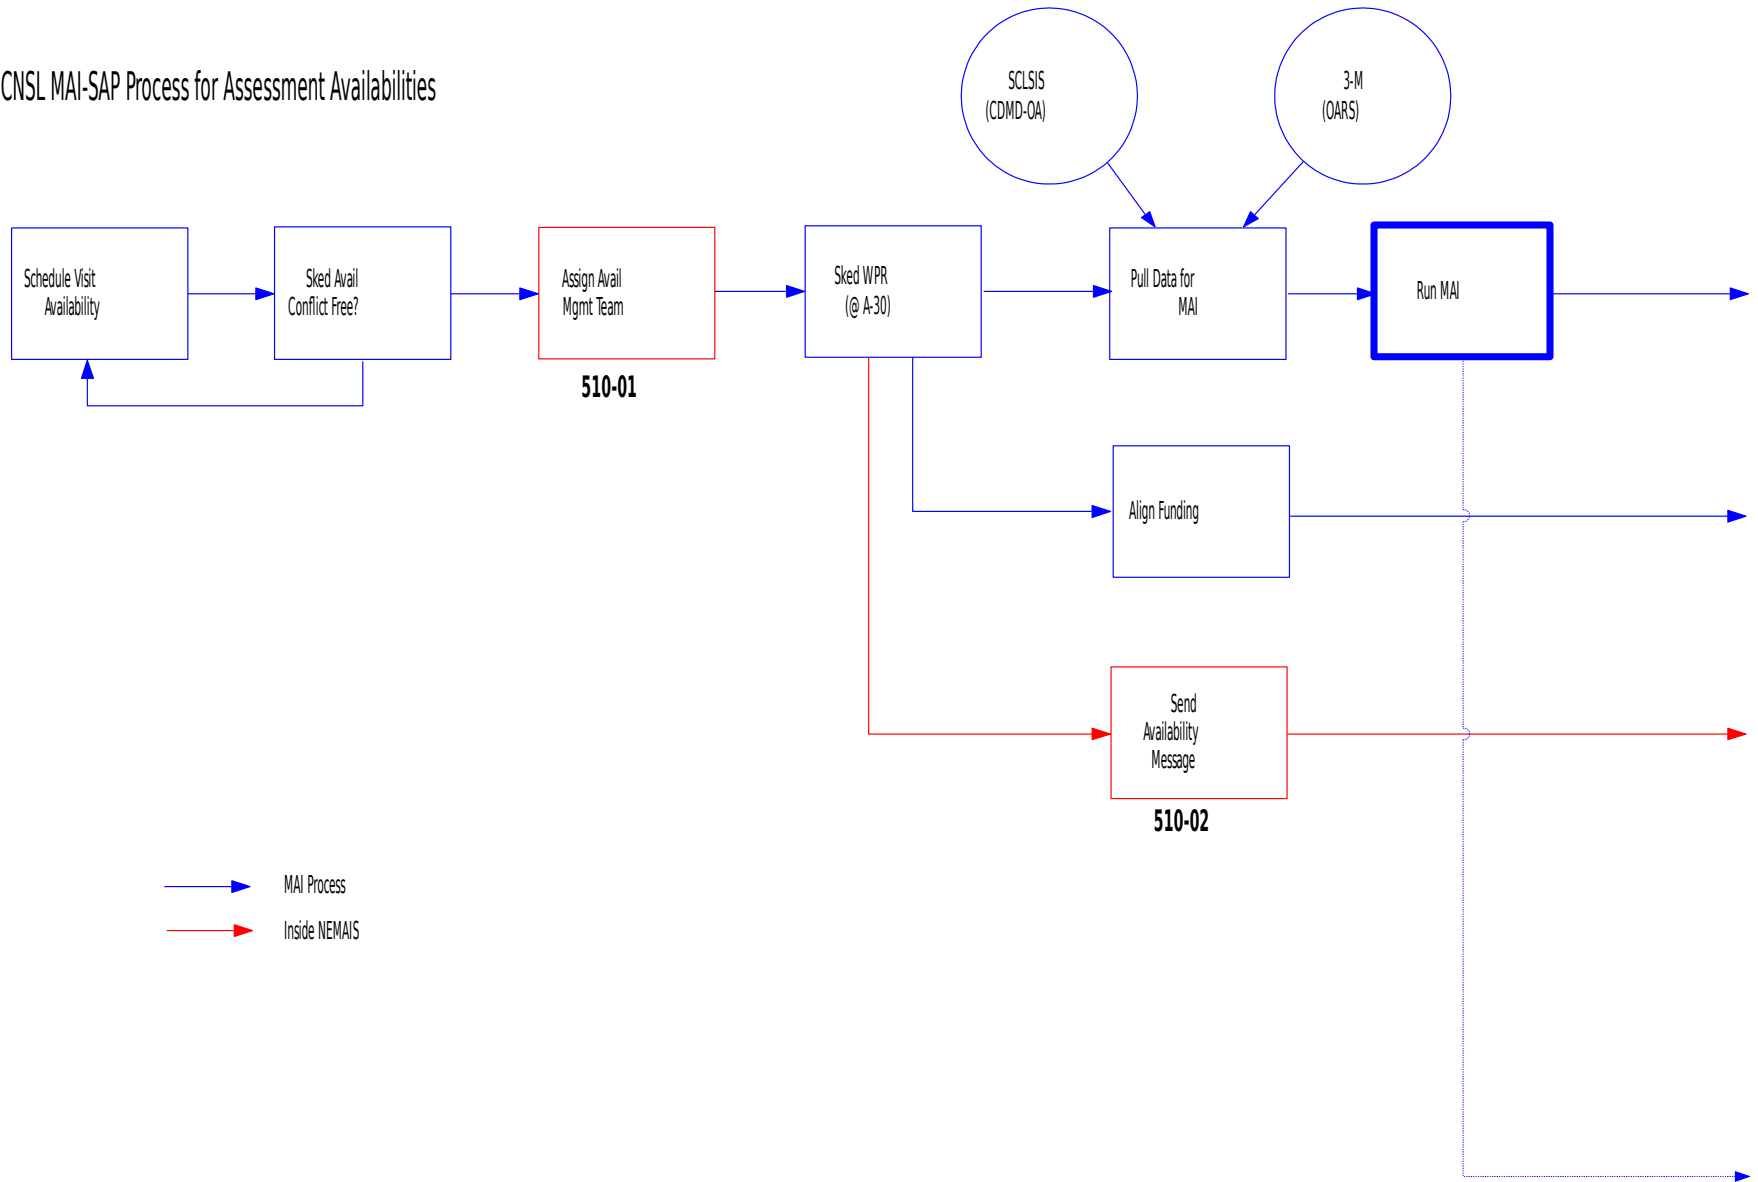 CNSL MAI-SAP Process for Assessment Availabilities
SCLSIS
(CDMD-OA)
3-M
(OARS)
Schedule Visit
Availability
Sked Avail
Conflict Free?
Assign Avail
Mgmt Team
510-01
Sked WPR
(@ A-30)
Pull Data for
MAI
Run MAI
Align Funding
Send
Availability
Message
510-02
MAI Process
Inside NEMAIS